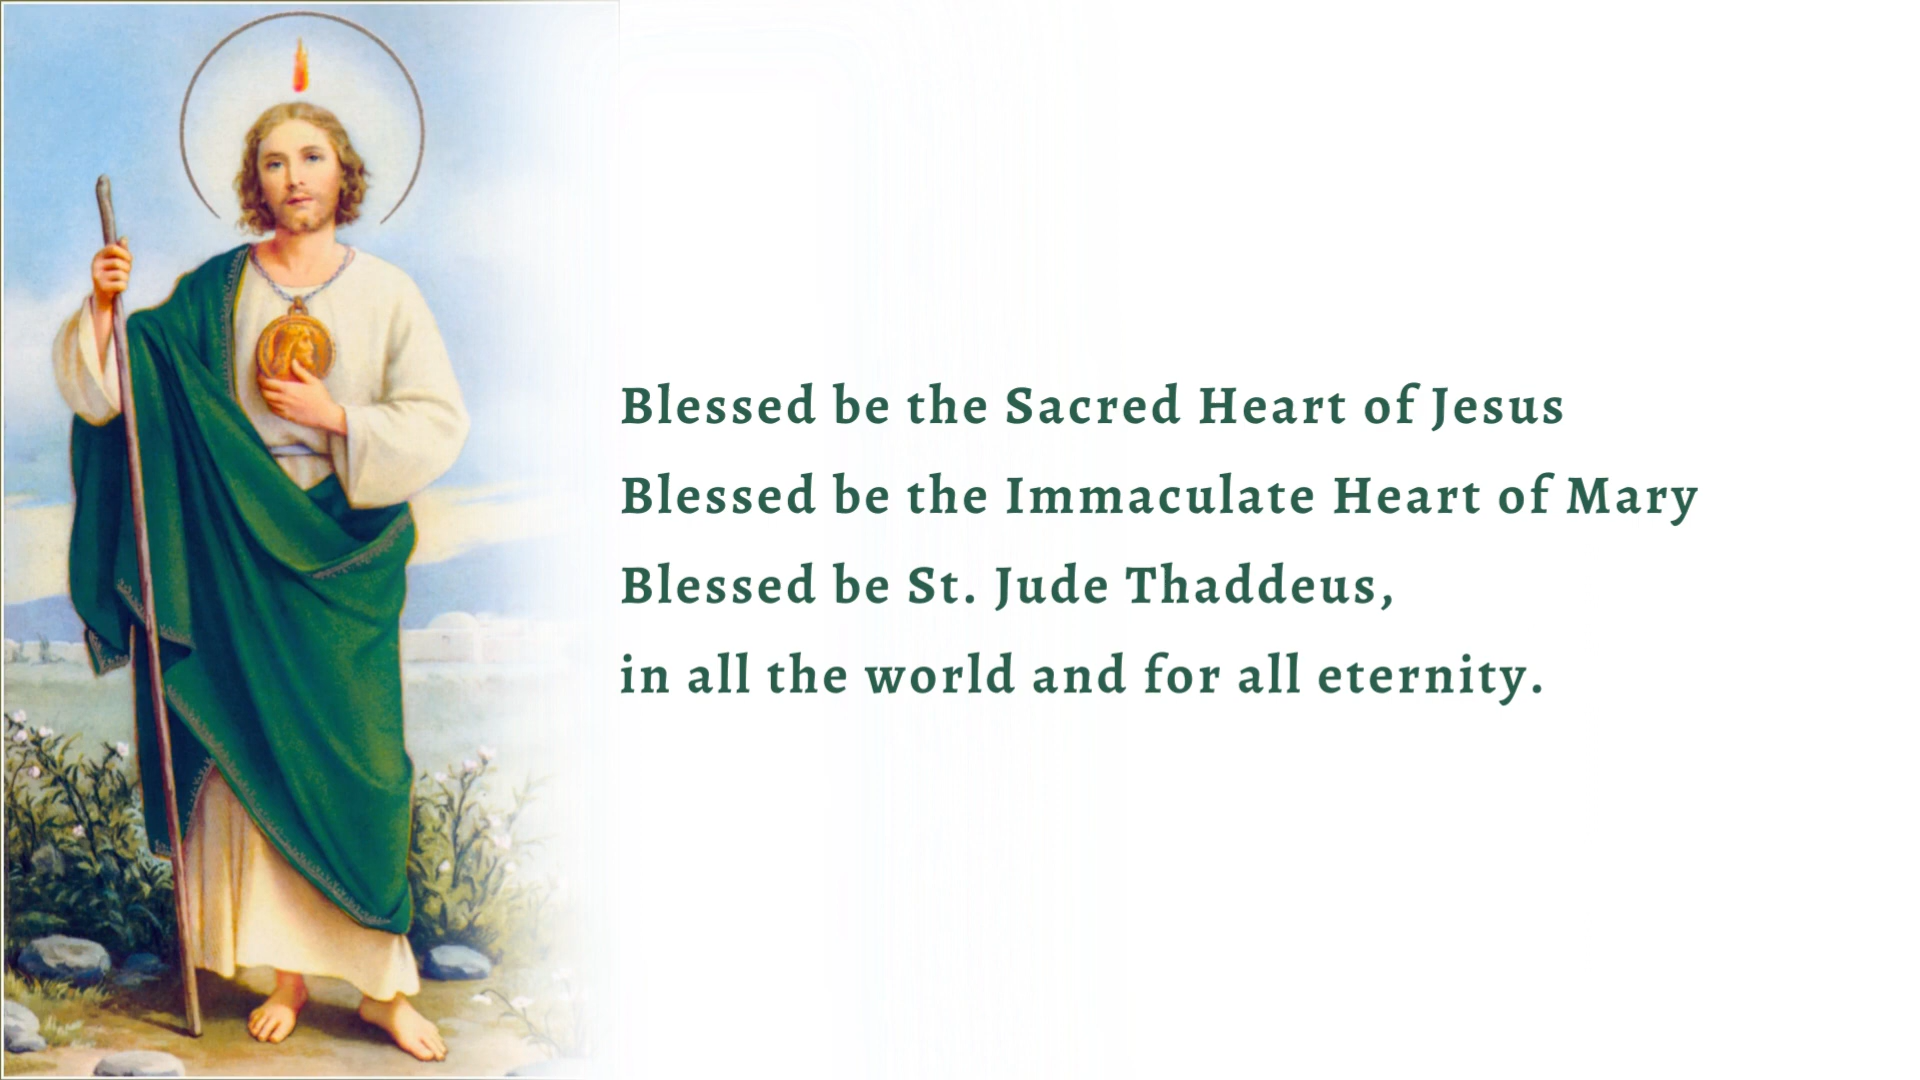 Blessed be the Sacred Heart of Jesus
Blessed be the Immaculate Heart of Mary
Blessed be St. Jude Thaddeus,
in all the world and for all eternity.